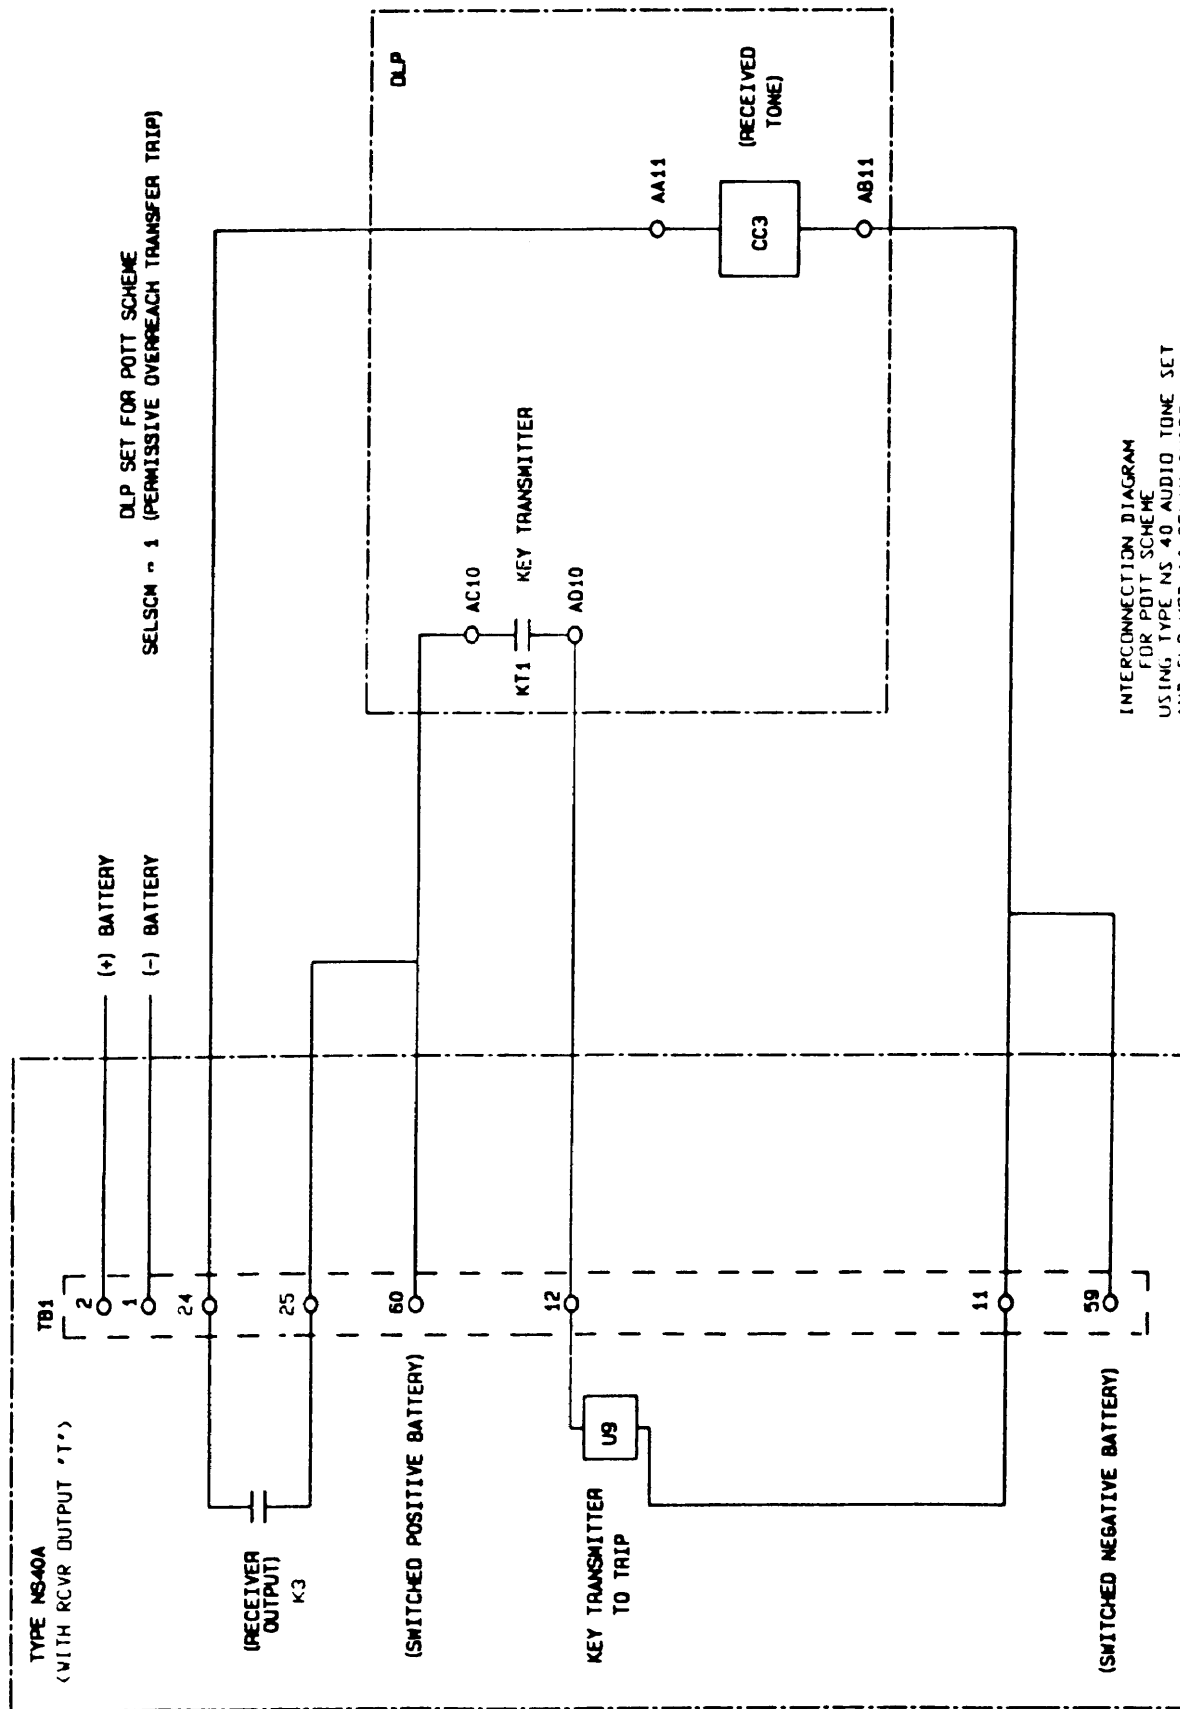 TYPE NS40A
(WITH RCVR OUTPUT 'T')
TB1
2
(+) BATTERY
1
(-) BATTERY
24
25
60
12
11
59
(RECEIVER
OUTPUT)
K3
(SWITCHED POSITIVE BATTERY)
U9
KEY TRANSMITTER
TO TRIP
(SWITCHED NEGATIVE BATTERY)
DLP SET FOR POTT SCHEME
SELSCM = 1 (PERMISSIVE OVERREACH TRANSFER TRIP)
DLP
AC10
KT1
KEY TRANSMITTER
AD10
AA11
CC3
(RECEIVED
TONE)
AB11
INTERCONNECTION DIAGRAM
FOR POTT SCHEME
USING TYPE NS 40 AUDIO TONE SET